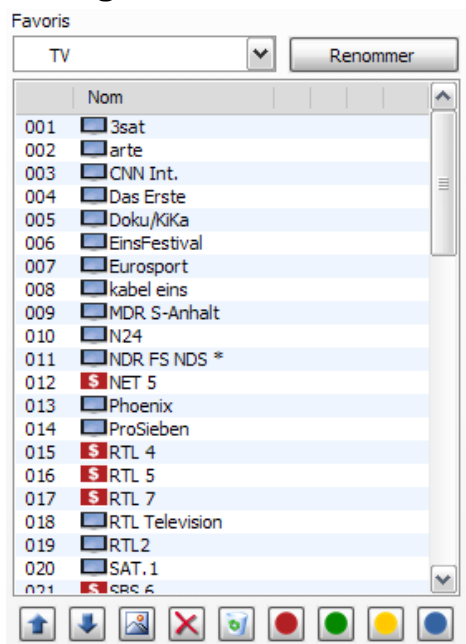 Favoris
TV Renommer
Nom
001 3sat
002 arte
003 CNN Int.
004 Das Erste
005 Doku/KiKa
006 EinsFestival
007 Eurosport
008 kabel eins
009 MDR S-Anhalt
010 N24
011 NDR FS NDS *
012 $ NET 5
013 Phoenix
014 ProSieben
015 $ RTL 4
016 $ RTL 5
017 $ RTL 7
018 RTL Television
019 RTL2
020 SAT.1
021 $ SBS 6